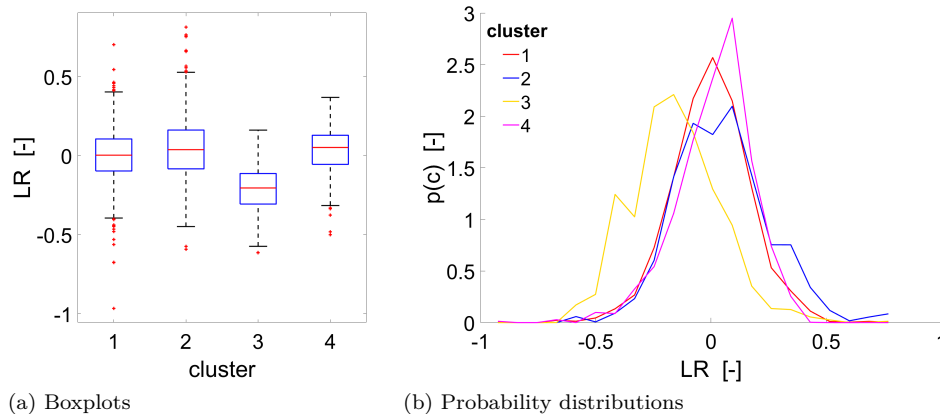 LR [-]
0.5
0
-0.5
-1
1 2 3 4
cluster
(a) Boxplots
p(c) [-]
3
2.5
2
1.5
1
0.5
0
cluster
1
2
3
4
-1 -0.5 0 0.5 1
LR [-]
(b) Probability distributions